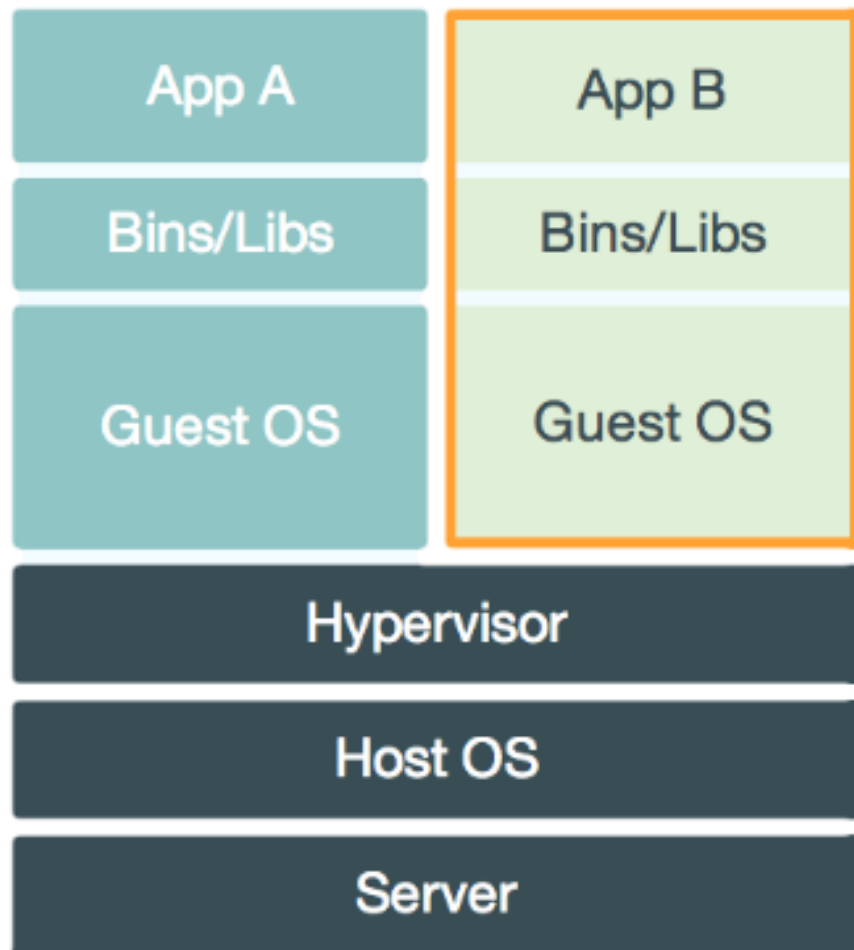 App A
App B
Bins/Libs
Bins/Libs
Guest OS
Guest OS
Hypervisor
Host OS
Server